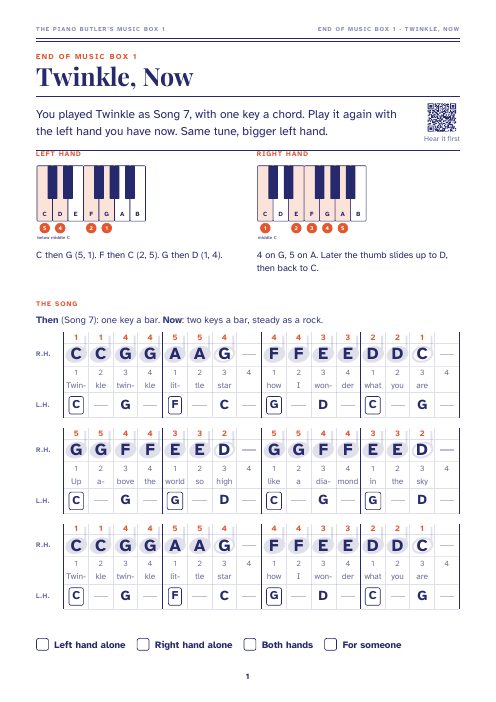 THE PIANO BUTLER'S MUSIC BOX 1
END OF MUSIC BOX 1 · TWINKLE, NOW
END OF MUSIC BOX 1
Twinkle, Now
You played Twinkle as Song 7, with one key a chord. Play it again with
the left hand you have now. Same tune, bigger left hand.
Hear it first
LEFT HAND
C D E F G A B
5 4 2 1
below middle C
C then G (5, 1). F then C (2, 5). G then D (1, 4).
RIGHT HAND
C D E F G A B
1 2 3 4 5
middle C
4 on G, 5 on A. Later the thumb slides up to D,
then back to C.
THE SONG
Then (Song 7): one key a bar. Now: two keys a bar, steady as a rock.
1 1 4 4 5 5 4 4 4 3 3 2 2 1
R.H. C C G G A A G — F F E E D D C —
1 2 3 4 1 2 3 4 1 2 3 4 1 2 3 4
Twin- kle twin- kle lit- tle star how I won- der what you are
L.H. C — G — F — C — G — D — C — G —
5 5 4 4 3 3 2 5 5 4 4 3 3 2
R.H. G G F F E E D — G G F F E E D —
1 2 3 4 1 2 3 4 1 2 3 4 1 2 3 4
Up a- bove the world so high like a dia- mond in the sky
L.H. C — G — G — D — C — G — G — D —
1 1 4 4 5 5 4 4 4 3 3 2 2 1
R.H. C C G G A A G — F F E E D D C —
1 2 3 4 1 2 3 4 1 2 3 4 1 2 3 4
Twin- kle twin- kle lit- tle star how I won- der what you are
L.H. C — G — F — C — G — D — C — G —
Left hand alone Right hand alone Both hands For someone
1